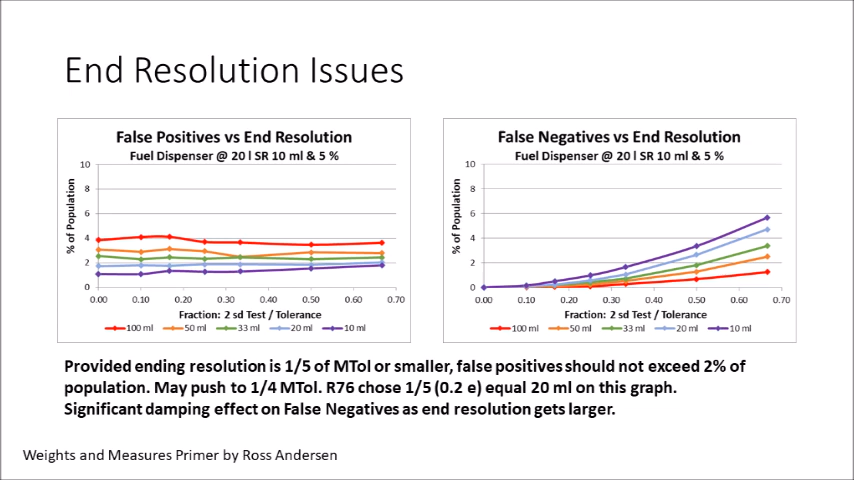 End Resolution Issues
False Positives vs End Resolution
Fuel Dispenser @ 20 l SR 10 ml & 5 %
% of Population
10
8
6
4
2
0
0.00 0.10 0.20 0.30 0.40 0.50 0.60 0.70
Fraction: 2 sd Test / Tolerance
100 ml 50 ml 33 ml 20 ml 10 ml
False Negatives vs End Resolution
Fuel Dispenser @ 20 l SR 10 ml & 5 %
% of Population
10
8
6
4
2
0
0.00 0.10 0.20 0.30 0.40 0.50 0.60 0.70
Fraction: 2 sd Test / Tolerance
100 ml 50 ml 33 ml 20 ml 10 ml
Provided ending resolution is 1/5 of MTol or smaller, false positives should not exceed 2% of
population. May push to 1/4 MTol. R76 chose 1/5 (0.2 e) equal 20 ml on this graph.
Significant damping effect on False Negatives as end resolution gets larger.
Weights and Measures Primer by Ross Andersen